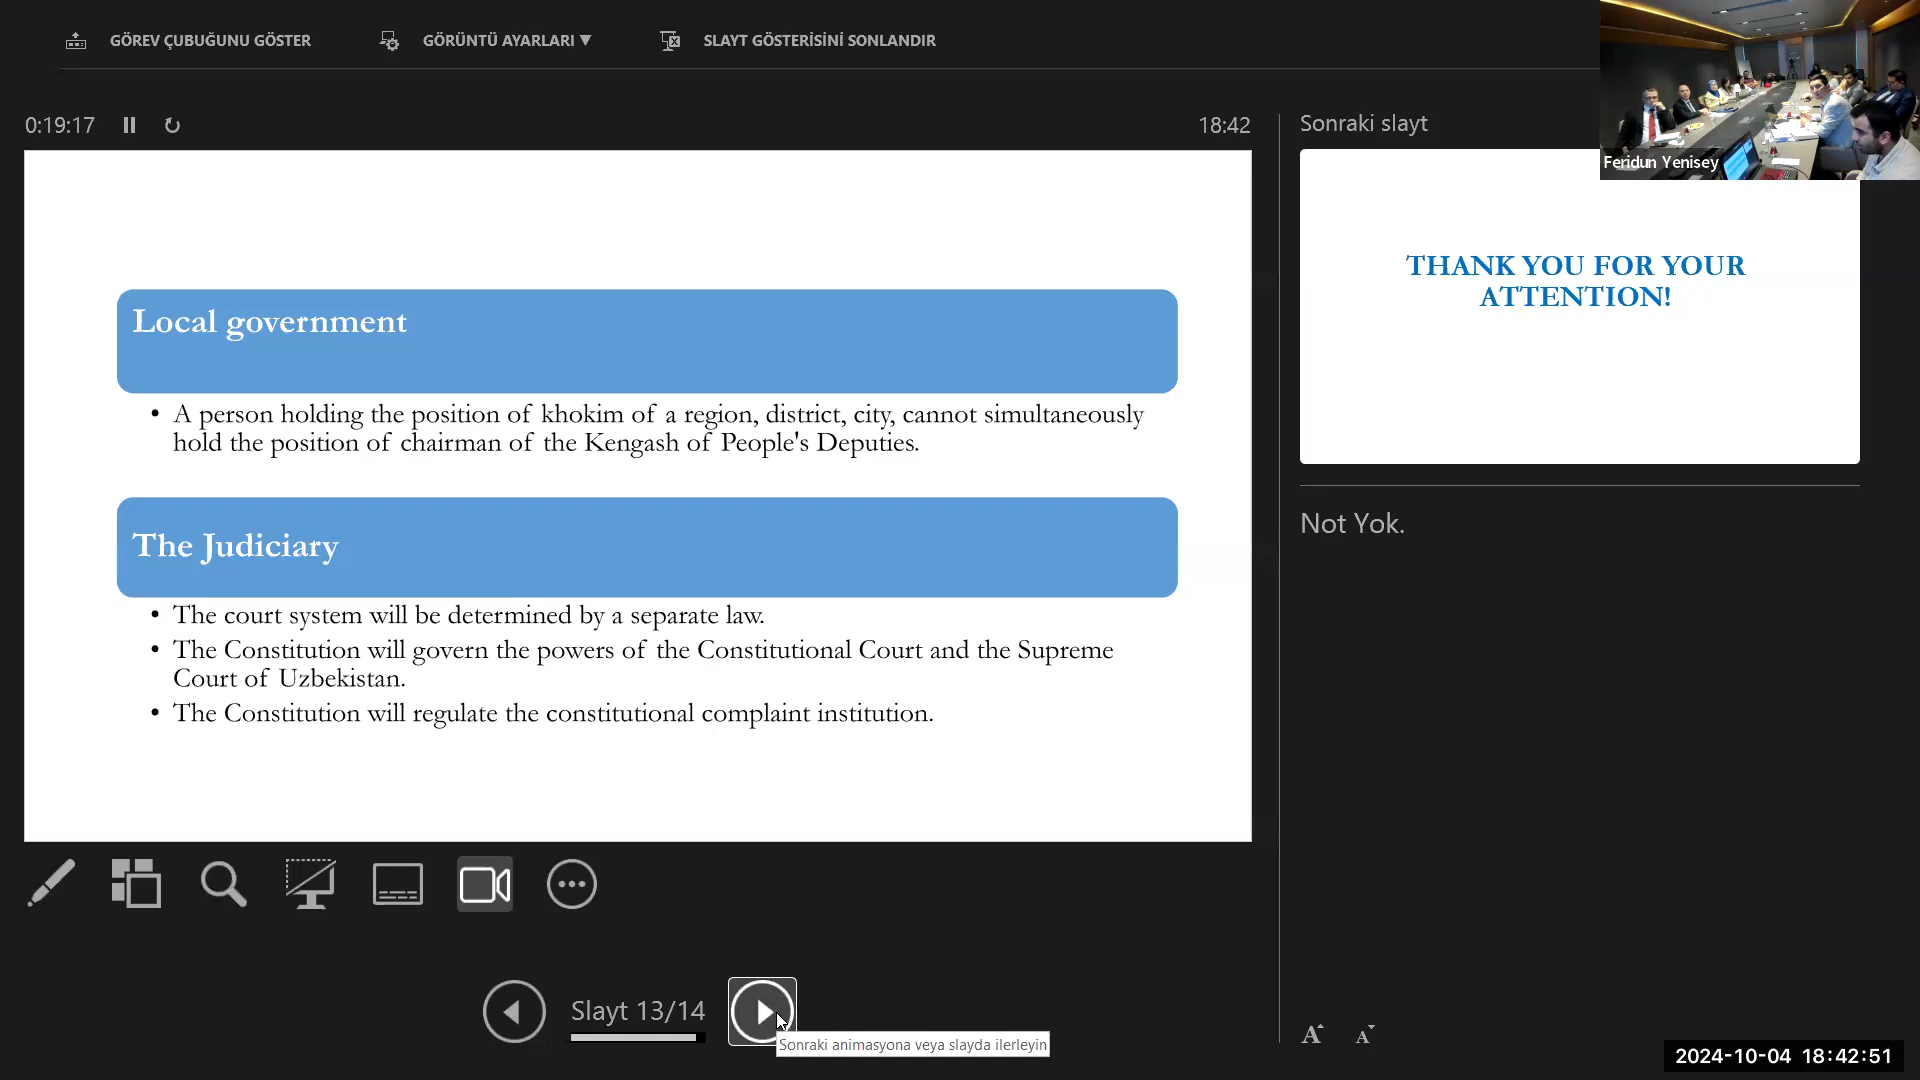 GÖREV ÇUBUĞUNU GÖSTER
GÖRÜNTÜ AYARLARI ▼
SLAYT GÖSTERİSİNİ SONLANDIR
0:19:17
18:42
Sonraki slayt
Feridun Yenisey
Local government
• A person holding the position of khokim of a region, district, city, cannot simultaneously
hold the position of chairman of the Kengash of People's Deputies.
The Judiciary
• The court system will be determined by a separate law.
• The Constitution will govern the powers of the Constitutional Court and the Supreme
Court of Uzbekistan.
• The Constitution will regulate the constitutional complaint institution.
THANK YOU FOR YOUR
ATTENTION!
Not Yok.
Slayt 13/14
Sonraki animasyona veya slayda ilerleyin
A A
2024-10-04 18:42:51